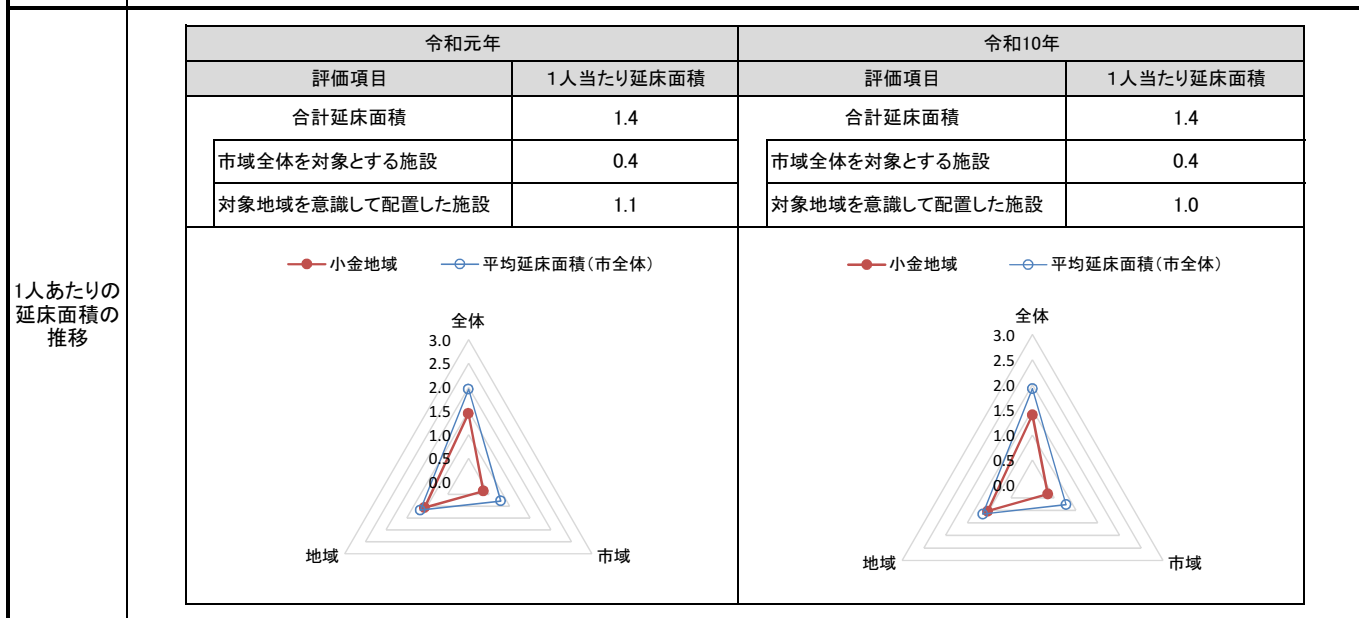 1人あたりの
延床面積の
推移
令和元年
令和10年
評価項目
1人当たり延床面積
評価項目
1人当たり延床面積
合計延床面積
1.4
合計延床面積
1.4
市域全体を対象とする施設
0.4
市域全体を対象とする施設
0.4
対象地域を意識して配置した施設
1.1
対象地域を意識して配置した施設
1.0
小金地域
平均延床面積(市全体)
全体
3.0
2.5
2.0
1.5
1.0
0.5
0.0
地域
市域
小金地域
平均延床面積(市全体)
全体
3.0
2.5
2.0
1.5
1.0
0.5
0.0
地域
市域